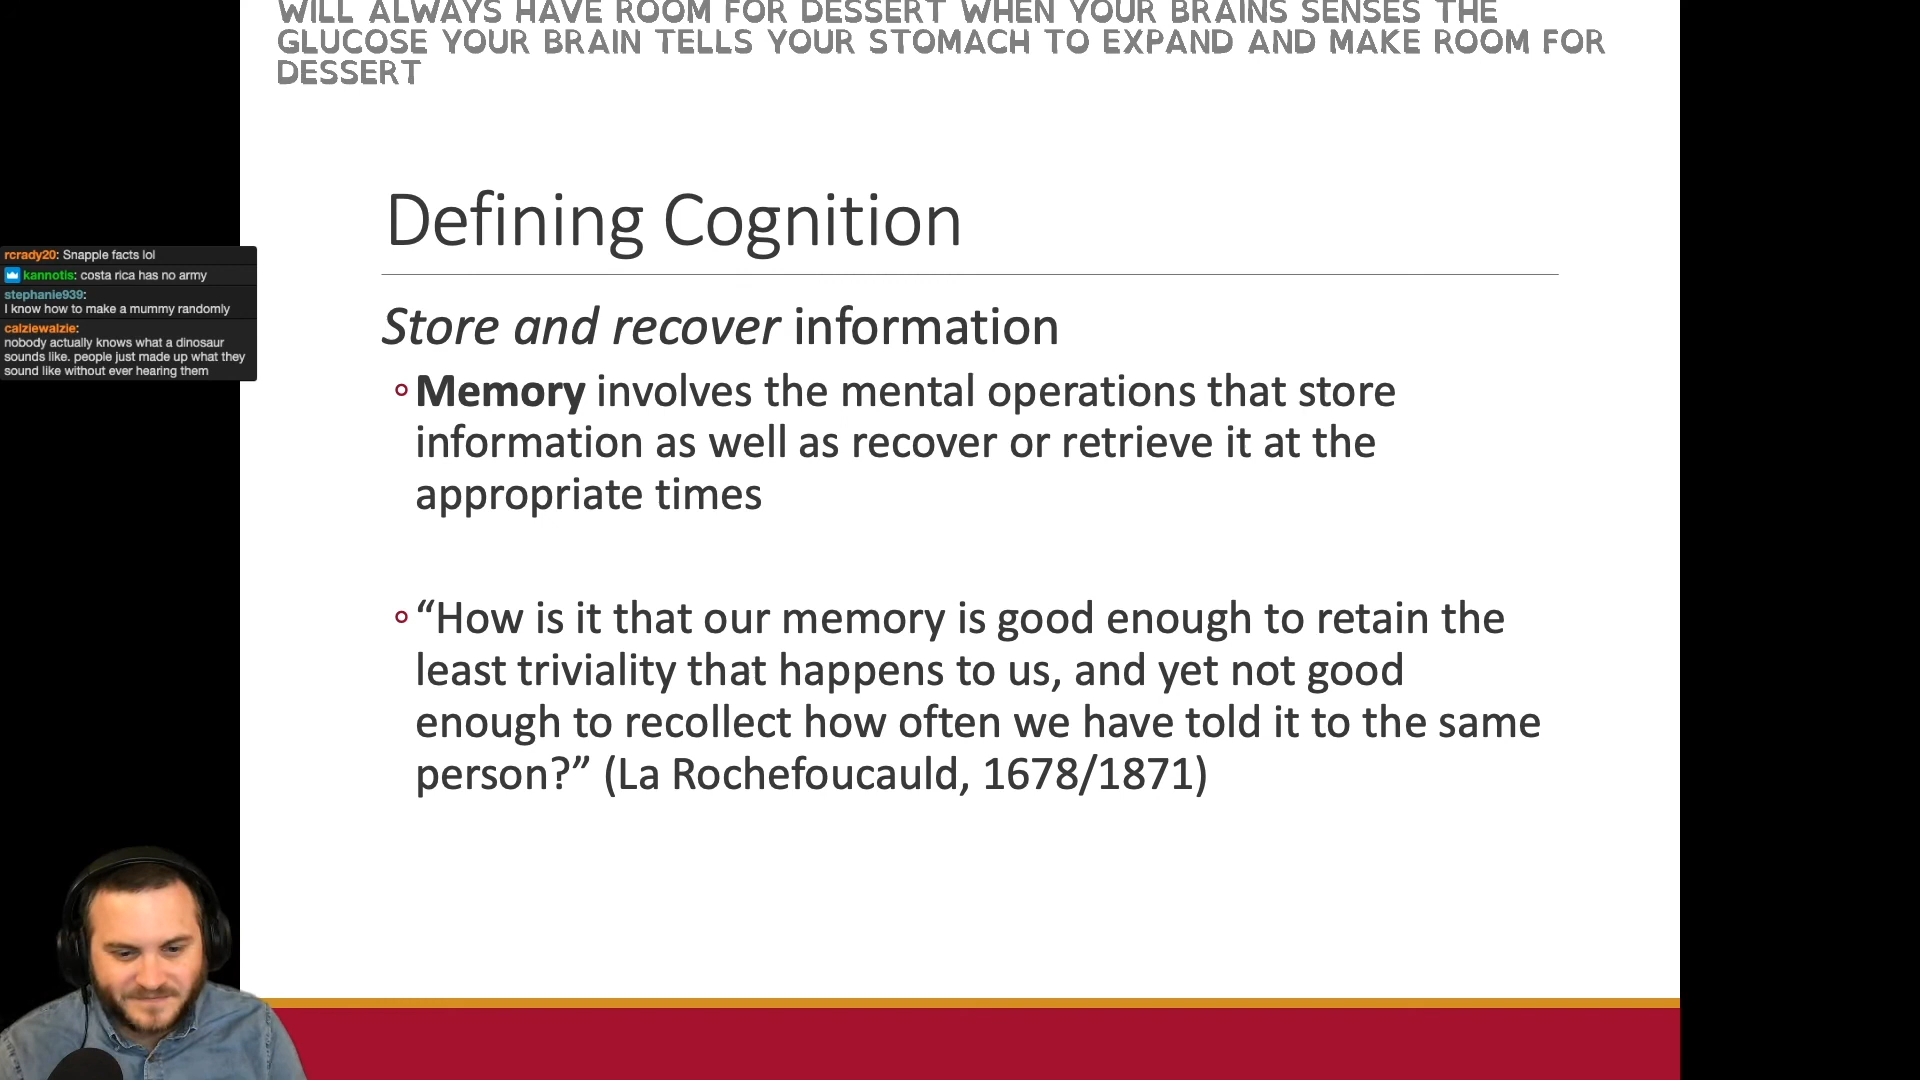 WILL ALWAYS HAVE ROOM FOR DESSERT WHEN YOUR BRAINS SENSES THE
GLUCOSE YOUR BRAIN TELLS YOUR STOMACH TO EXPAND AND MAKE ROOM FOR
DESSERT
Defining Cognition
rcrady20: Snapple facts lol
kannotis: costa rica has no army
stephanie939:
I know how to make a mummy randomly
calziewalzie:
nobody actually knows what a dinosaur
sounds like. people just made up what they
sound like without ever hearing them
Store and recover information
◦Memory involves the mental operations that store
information as well as recover or retrieve it at the
appropriate times
◦“How is it that our memory is good enough to retain the
least triviality that happens to us, and yet not good
enough to recollect how often we have told it to the same
person?” (La Rochefoucauld, 1678/1871)